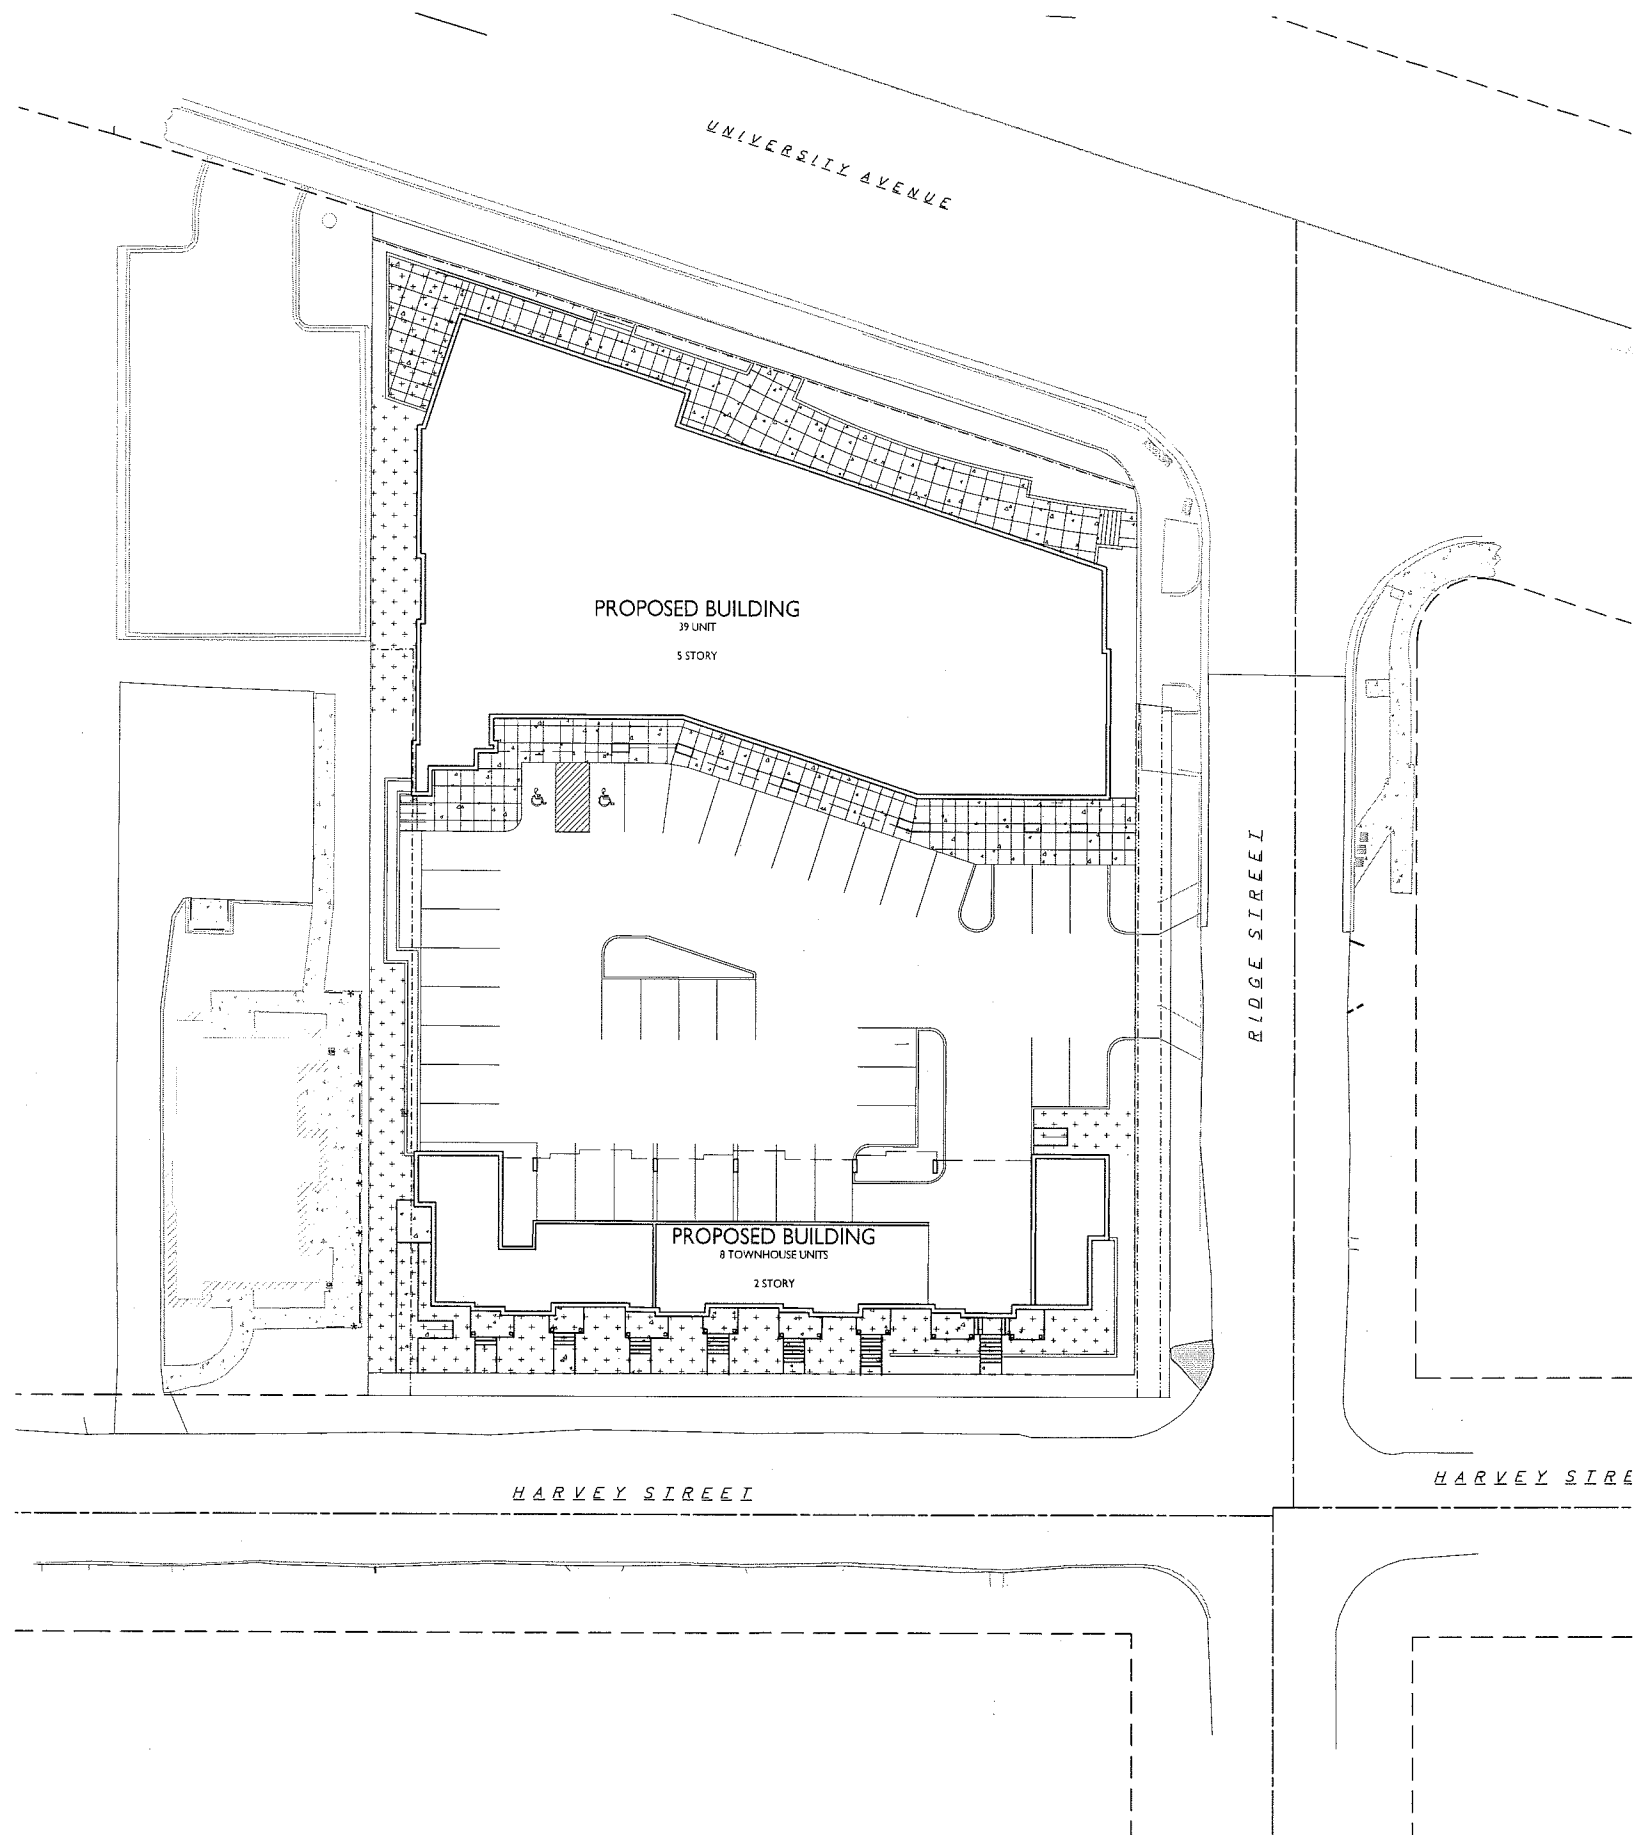 UNIVERSITY AVENUE
PROPOSED BUILDING
39 UNIT
5 STORY
RIDGE STREET
PROPOSED BUILDING
8 TOWNHOUSE UNITS
2 STORY
HARVEY STREET
HARVEY STRE